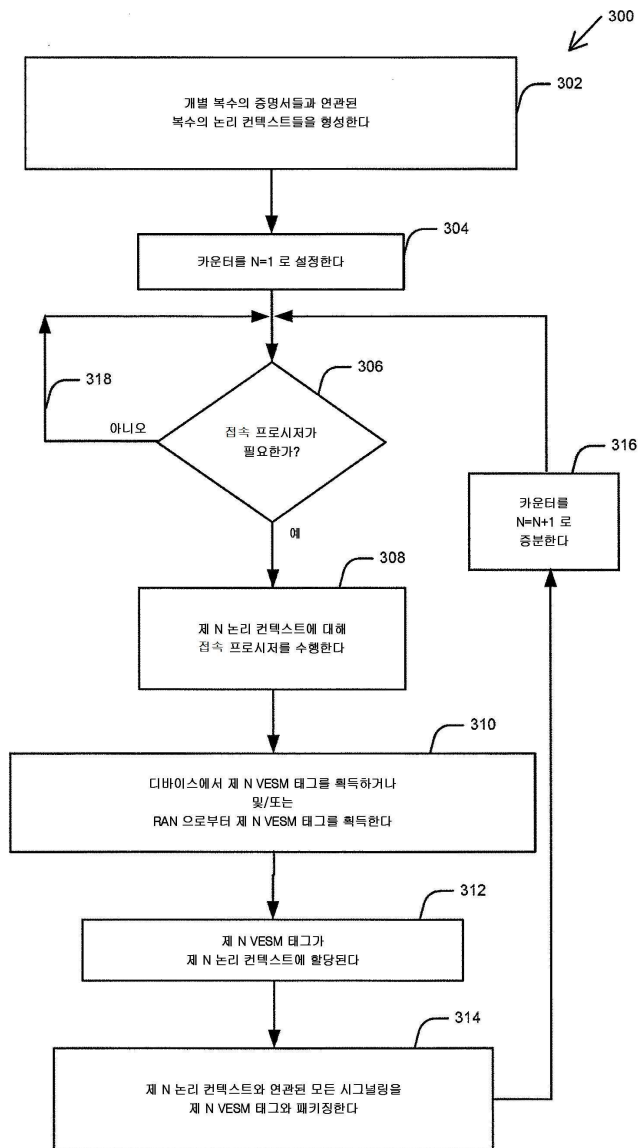 300
개별 복수의 증명서들과 연관된
복수의 논리 컨텍스트들을 형성한다
302
카운터를 N=1 로 설정한다
304
318
306
아니오
접속 프로시저가
필요한가?
예
316
카운터를
N=N+1 로
증분한다
308
제 N 논리 컨텍스트에 대해
접속 프로시저를 수행한다
310
디바이스에서 제 N VESM 태그를 획득하거나
및/또는
RAN 으로부터 제 N VESM 태그를 획득한다
312
제 N VESM 태그가
제 N 논리 컨텍스트에 할당된다
314
제 N 논리 컨텍스트와 연관된 모든 시그널링을
제 N VESM 태그와 패키징한다